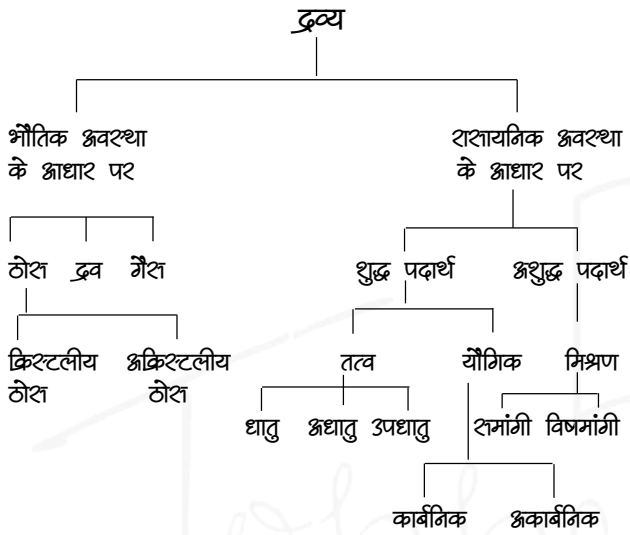 द्रव्य
भौतिक अवस्था
के आधार पर
रासायनिक अवस्था
के आधार पर
ठोस द्रव गैस
शुद्ध पदार्थ अशुद्ध पदार्थ
क्रिस्टलीय
ठोस
अक्रिस्टलीय
ठोस
तत्व यौगिक मिश्रण
धातु अधातु उपधातु
समांगी विषमांगी
कार्बनिक अकार्बनिक